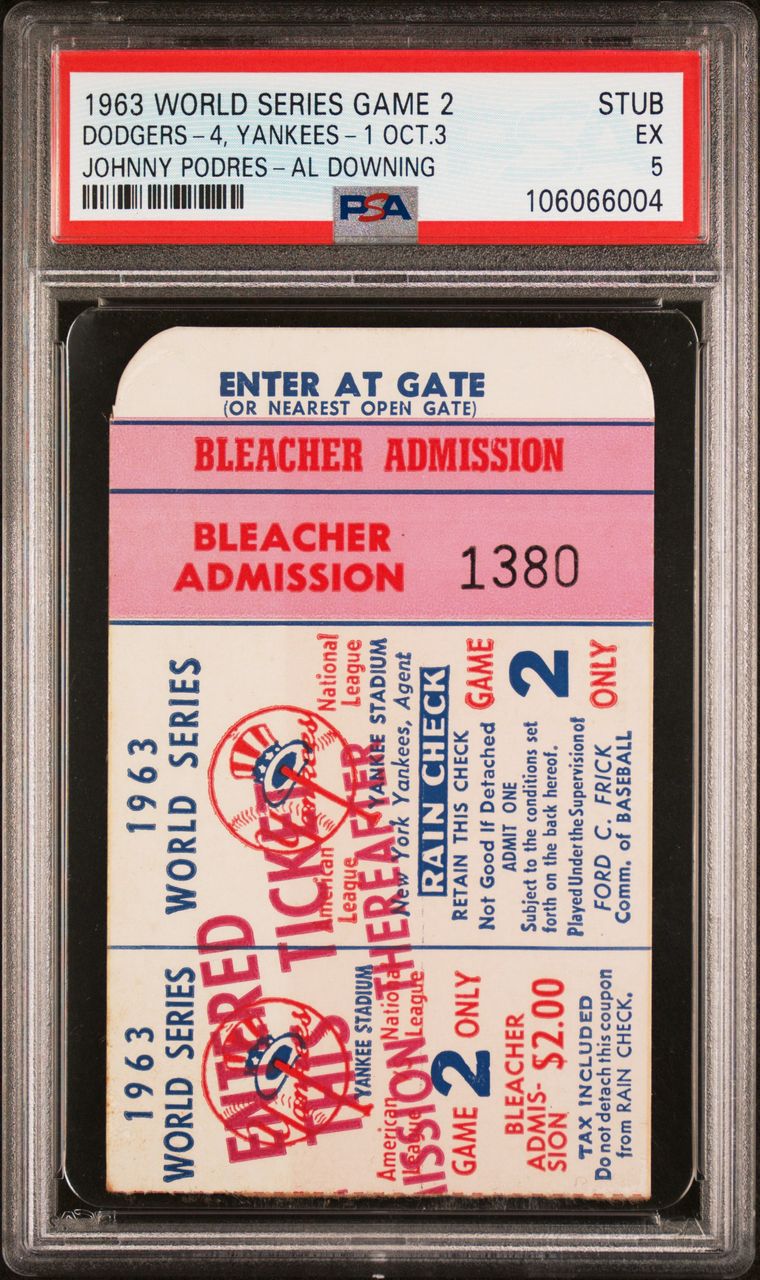 1963 WORLD SERIES GAME 2 STUB
DODGERS - 4, YANKEES - 1 OCT.3 EX
JOHNNY PODRES - AL DOWNING 5
PSA 106066004
ENTER AT GATE
(OR NEAREST OPEN GATE)
BLEACHER ADMISSION
BLEACHER
ADMISSION
1380
1963
WORLD SERIES
Yankees
American League
National League
YANKEE STADIUM
New York Yankees, Agent
RAIN CHECK
RETAIN THIS CHECK
Not Good If Detached
GAME
2
ONLY
ADMIT ONE
Subject to the conditions set
forth on the back hereof.
Played Under the Supervision of
FORD C. FRICK
Comm. of BASEBALL
1963
WORLD SERIES
Yankees
YANKEE STADIUM
American League
National League
GAME 2 ONLY
BLEACHER
ADMIS-
SION $2.00
TAX INCLUDED
Do not detach this coupon
from RAIN CHECK.
ENTERED
THIS TICKET
THEREAFTER